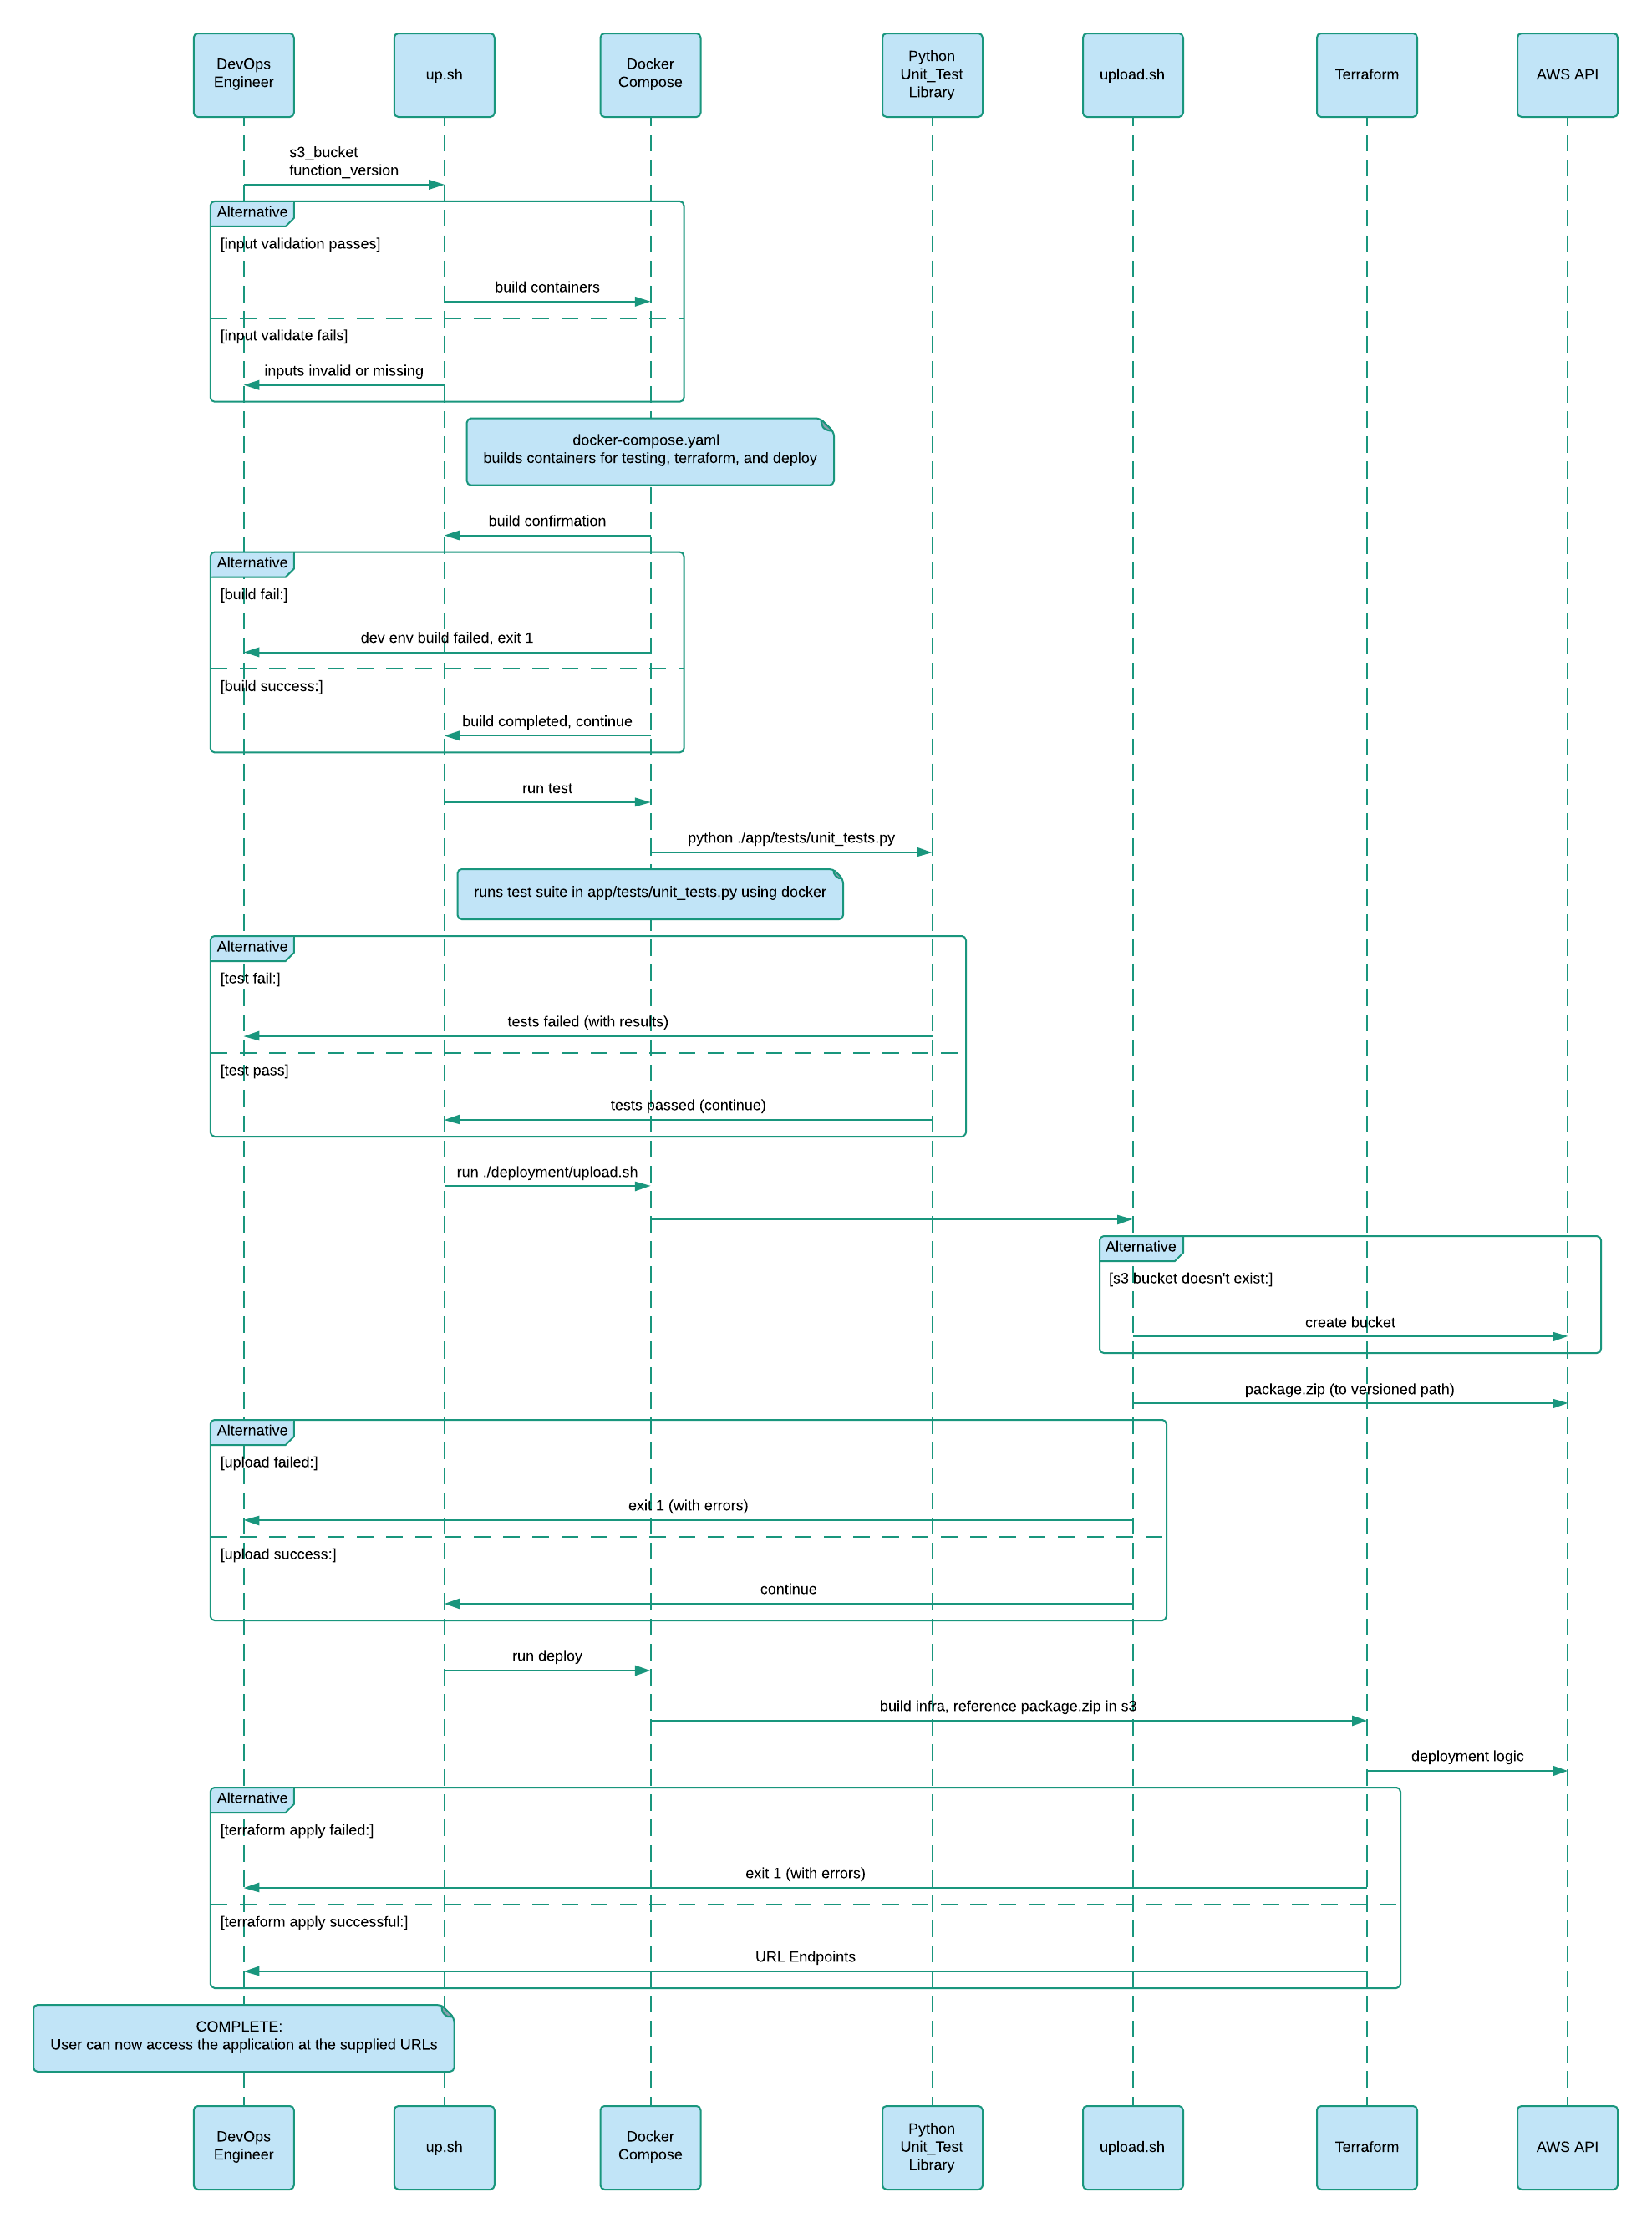 DevOps
Engineer
up.sh
Docker
Compose
Python
Unit_Test
Library
upload.sh
Terraform
AWS API
s3_bucket
function_version
Alternative
[input validation passes]
build containers
[input validate fails]
inputs invalid or missing
docker-compose.yaml
builds containers for testing, terraform, and deploy
build confirmation
Alternative
[build fail:]
dev env build failed, exit 1
[build success:]
build completed, continue
run test
python ./app/tests/unit_tests.py
runs test suite in app/tests/unit_tests.py using docker
Alternative
[test fail:]
tests failed (with results)
[test pass]
tests passed (continue)
run ./deployment/upload.sh
Alternative
[s3 bucket doesn't exist:]
create bucket
package.zip (to versioned path)
Alternative
[upload failed:]
exit 1 (with errors)
[upload success:]
continue
run deploy
build infra, reference package.zip in s3
deployment logic
Alternative
[terraform apply failed:]
exit 1 (with errors)
[terraform apply successful:]
URL Endpoints
COMPLETE:
User can now access the application at the supplied URLs
DevOps
Engineer
up.sh
Docker
Compose
Python
Unit_Test
Library
upload.sh
Terraform
AWS API